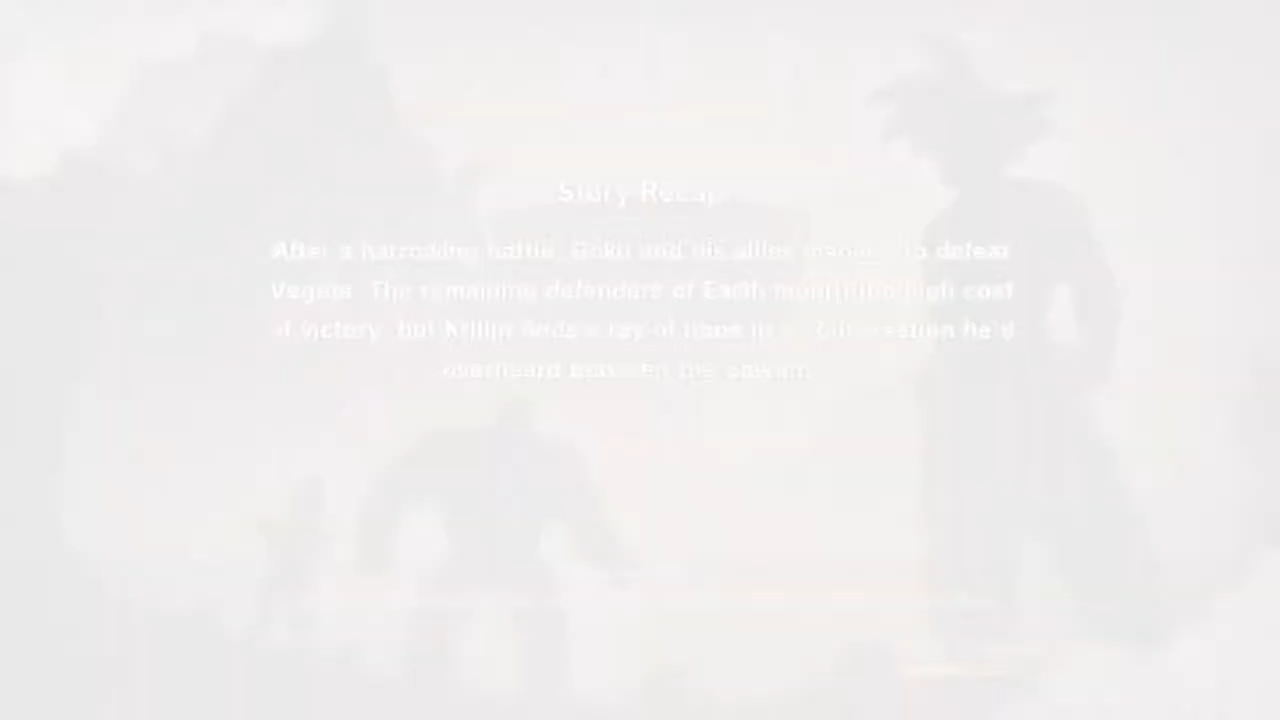 Story Recap
After a harrowing battle, Goku and his allies manage to defeat
Vegeta. The remaining defenders of Earth mourn the high cost
of victory, but Krillin finds a ray of hope in a conversation he'd
overheard between the Saiyans.